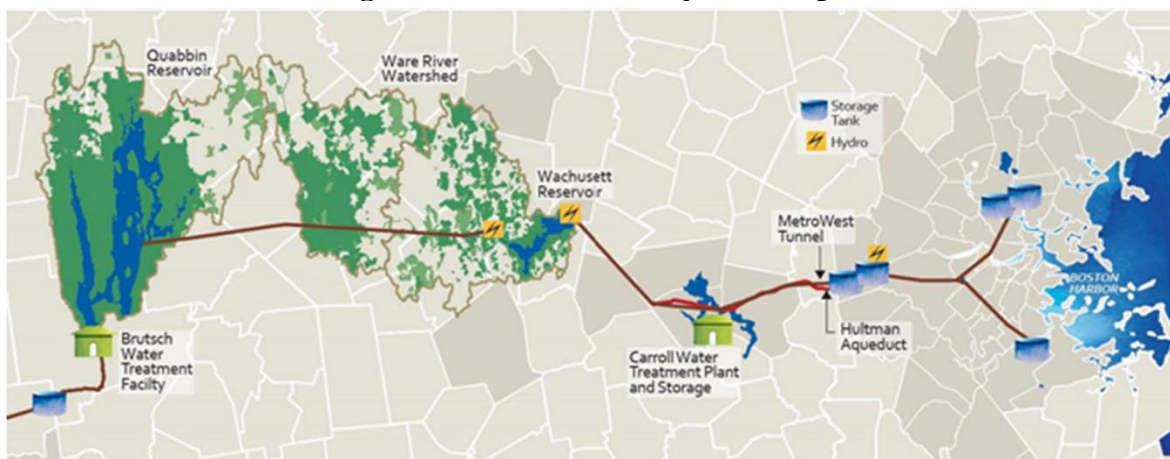 Quabbin
Reservoir
Ware River
Watershed
Storage
Tank
Hydro
Wachusett
Reservoir
MetroWest
Tunnel
BOSTON
HARBOR
Brutsch
Water
Treatment
Facilty
Hultman
Aqueduct
Carroll Water
Treatment Plant
and Storage